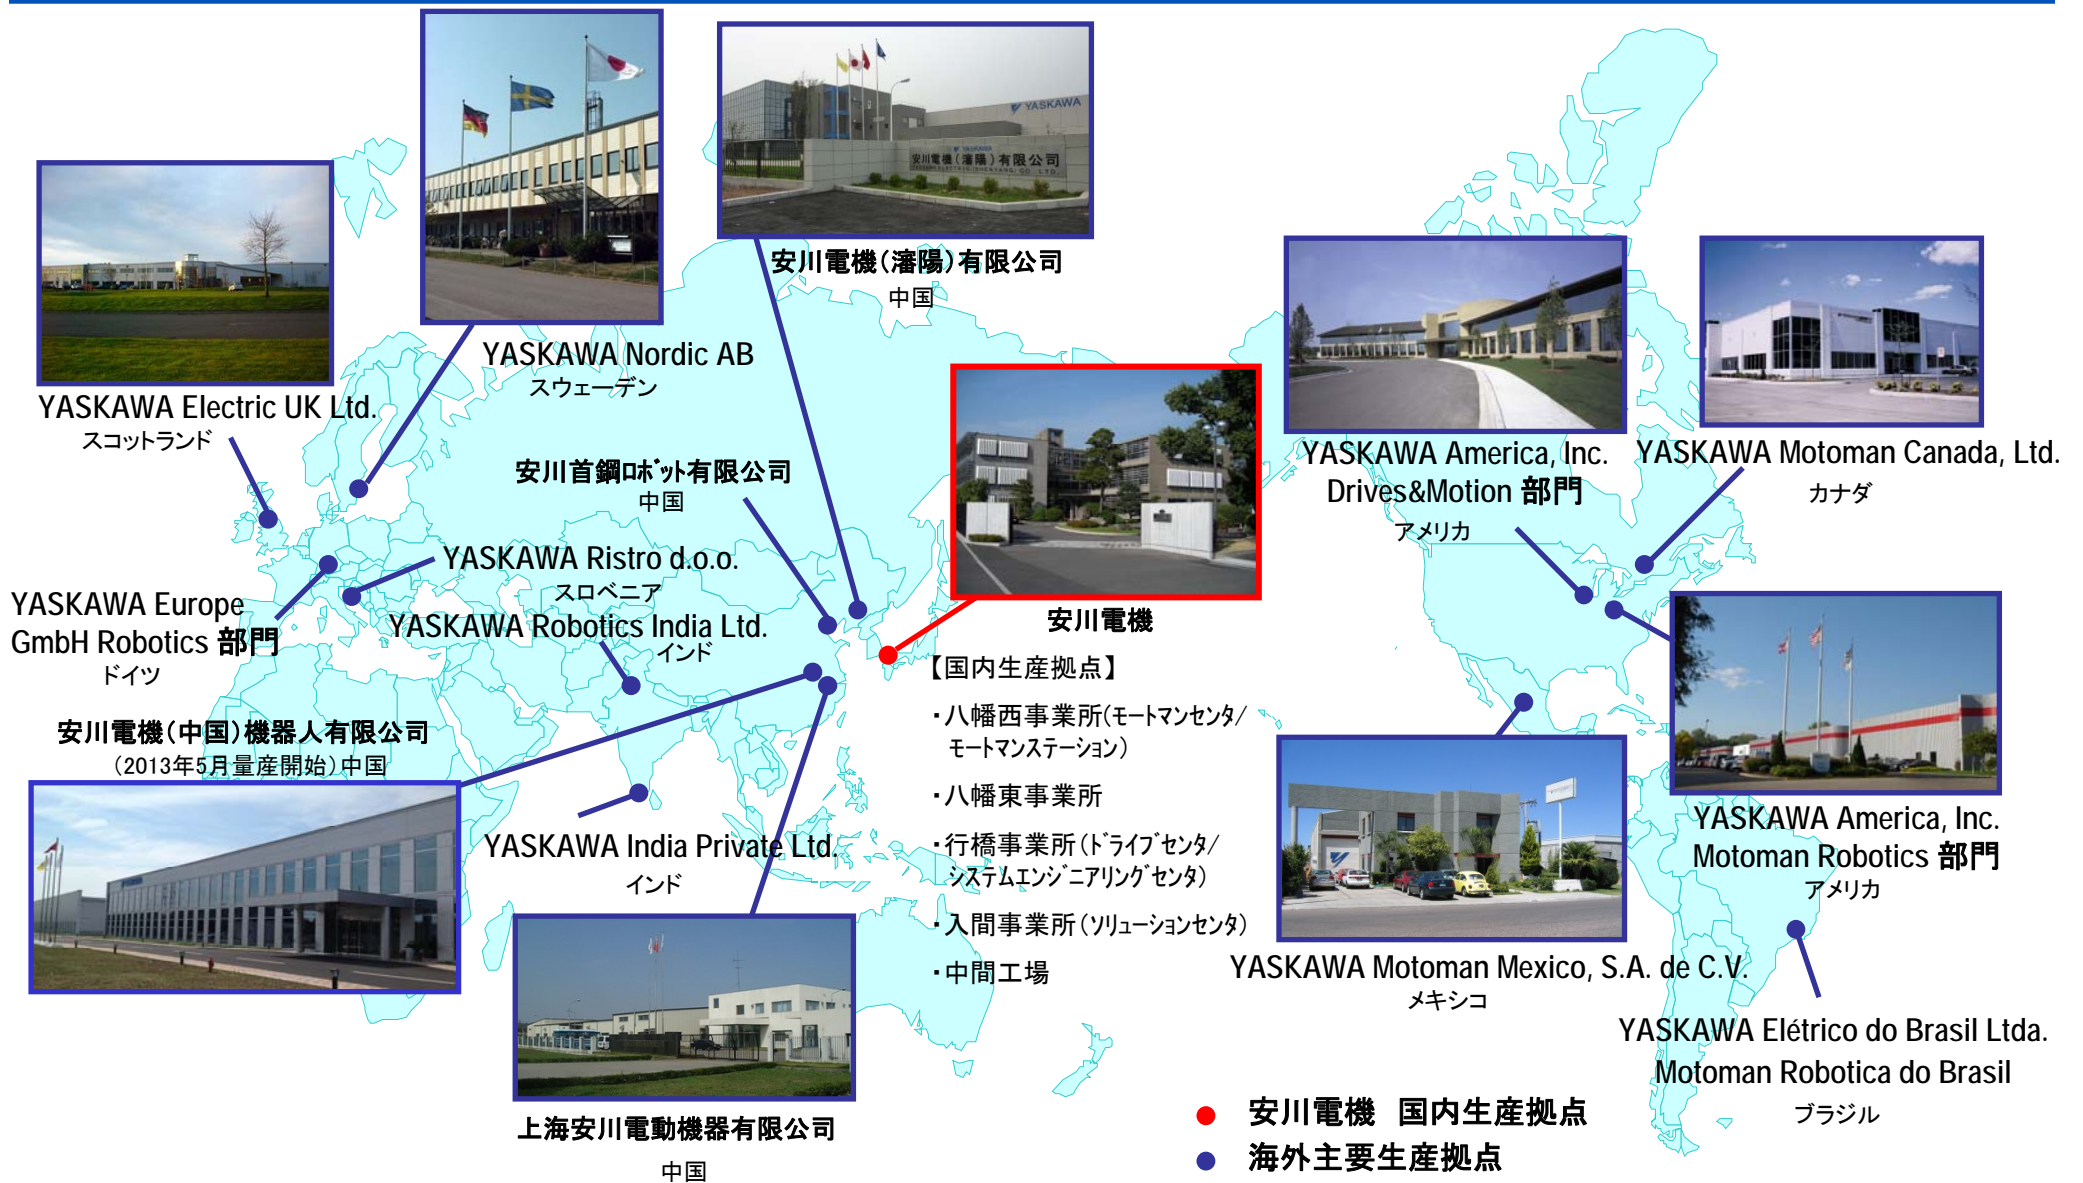 YASKAWA
安川電機(瀋陽)有限公司
安川電機(瀋陽)有限公司
中国
YASKAWA Nordic AB
スウェーデン
YASKAWA Electric UK Ltd.
スコットランド
安川首鋼ロボット有限公司
中国
YASKAWA America, Inc.
Drives&Motion 部門
アメリカ
YASKAWA Motoman Canada, Ltd.
カナダ
YASKAWA Ristro d.o.o.
スロベニア
YASKAWA Europe
GmbH Robotics 部門
ドイツ
YASKAWA Robotics India Ltd.
インド
安川電機
【国内生産拠点】
・八幡西事業所(モートマンセンタ/
モートマンステーション)
・八幡東事業所
・行橋事業所(ドライブセンタ/
システムエンジニアリングセンタ)
・入間事業所(ソリューションセンタ)
・中間工場
安川電機(中国)機器人有限公司
(2013年5月量産開始)中国
YASKAWA India Private Ltd.
インド
YASKAWA America, Inc.
Motoman Robotics 部門
アメリカ
YASKAWA Motoman Mexico, S.A. de C.V.
メキシコ
YASKAWA Elétrico do Brasil Ltda.
Motoman Robotica do Brasil
ブラジル
上海安川電動機器有限公司
中国
● 安川電機 国内生産拠点
● 海外主要生産拠点